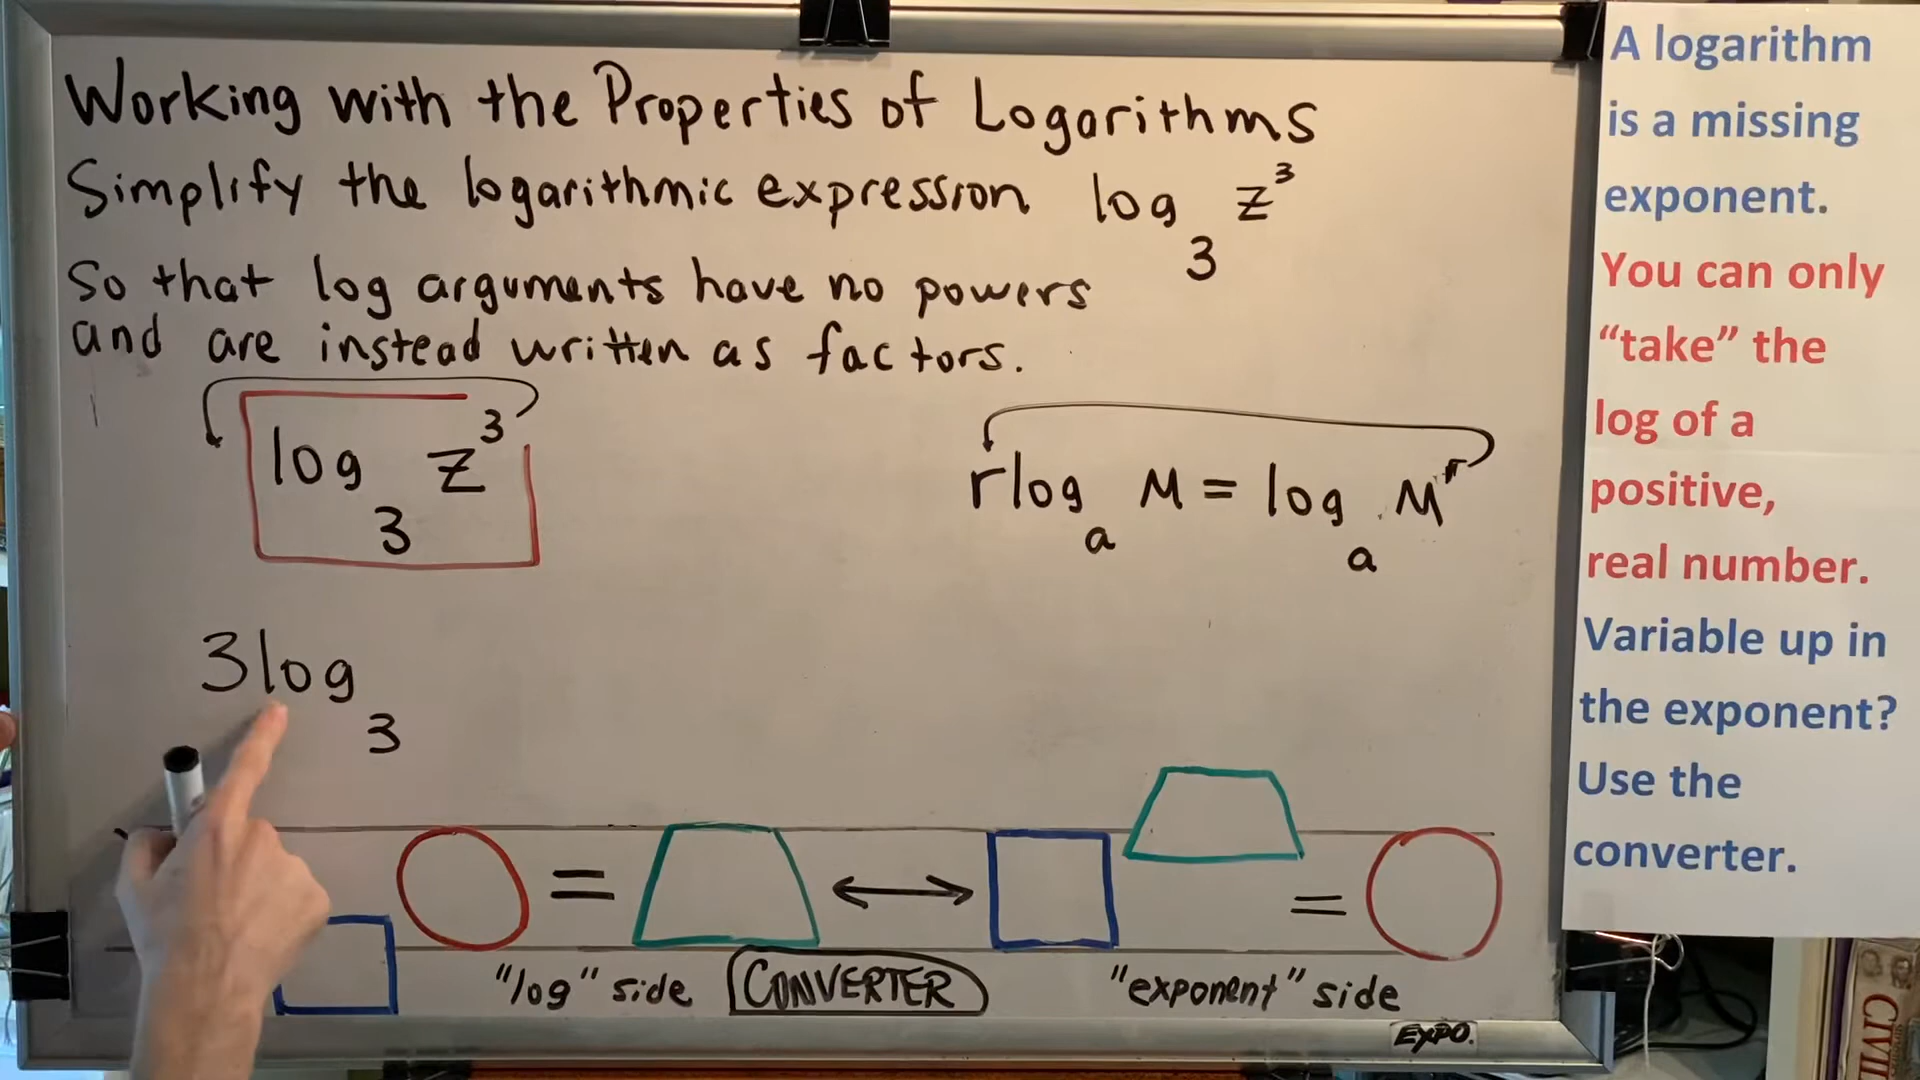 Working with the Properties of Logarithms
Simplify the logarithmic expression log₃ z³
So that log arguments have no powers
and are instead written as factors.
log₃ z³
rlogₐ M = logₐ Mʳ
3log₃
= ↔ =
"log" side CONVERTER "exponent" side
EXPO.
A logarithm
is a missing
exponent.
You can only
“take” the
log of a
positive,
real number.
Variable up in
the exponent?
Use the
converter.